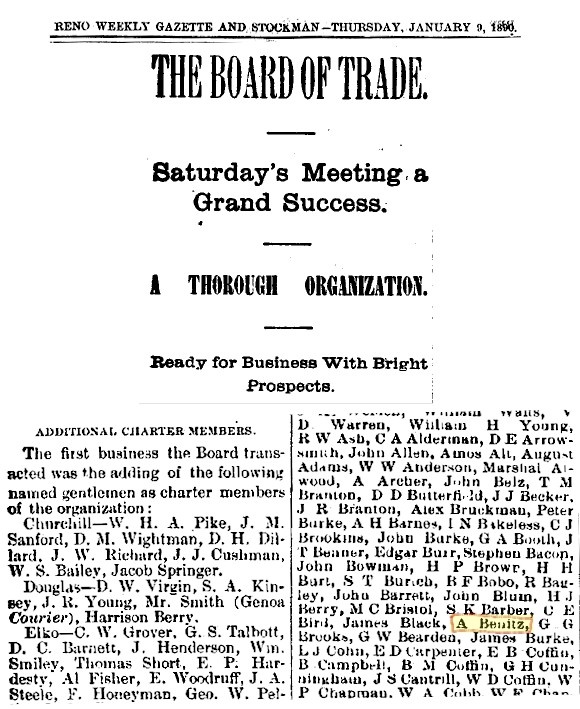 RENO WEEKLY GAZETTE AND STOCKMAN—THURSDAY, JANUARY 9, 1890.
THE BOARD OF TRADE.
Saturday's Meeting a
Grand Success.
A THOROUGH ORGANIZATION.
Ready for Business With Bright
Prospects.
ADDITIONAL CHARTER MEMBERS.
The first business the Board trans-
acted was the adding of the following
named gentlemen as charter members
of the organization:
Churchill—W. H. A. Pike, J. M.
Sanford, D. M. Wightman, D. H. Dil-
lard, J. W. Richard, J. J. Cushman,
W. S. Bailey, Jacob Springer.
Douglas—D. W. Virgin, S. A. Kin-
sey, J. R. Young, Mr. Smith (Genoa
Courier), Harrison Berry.
Elko—C. W. Grover, G. S. Talbott,
D. C. Barnett, J. Henderson, Wm.
Smiley, Thomas Short, E. P. Har-
desty, Al Fisher, E. Woodruff, J. A.
Steele, F. Honeyman, Geo. W. Pel-
William Walls, V
D Warren, William H Young,
R W Ash, C A Alderman, D E Arrow-
smith, John Allen, Amos Alt, August
Adams, W W Anderson, Marshal Al-
wood, A Archer, John Belz, T M
Branton, D D Butterfield, J J Becker,
J R Branton, Alex Bruckman, Peter
Burke, A H Barnes, I N Bakeless, C J
Brookins, John Burke, G A Booth, J
T Benner, Edgar Burr, Stephen Bacon,
John Bowman, H P Brown, H H
Burt, S T Burch, B F Bobo, R Bau-
ley, John Barrett, John Blum, H J
Berry, M C Bristol, S K Barber, C E
Bird, James Black, A Benitz, G G
Brooks, G W Bearden, James Burke,
L J Cohn, E D Carpenter, E B Coffin,
B Campbell, B M Coffin, G H Cun-
ningham, J S Cantrill, W D Coffin, W
P Chapman, W A Cobb, W F Chap-